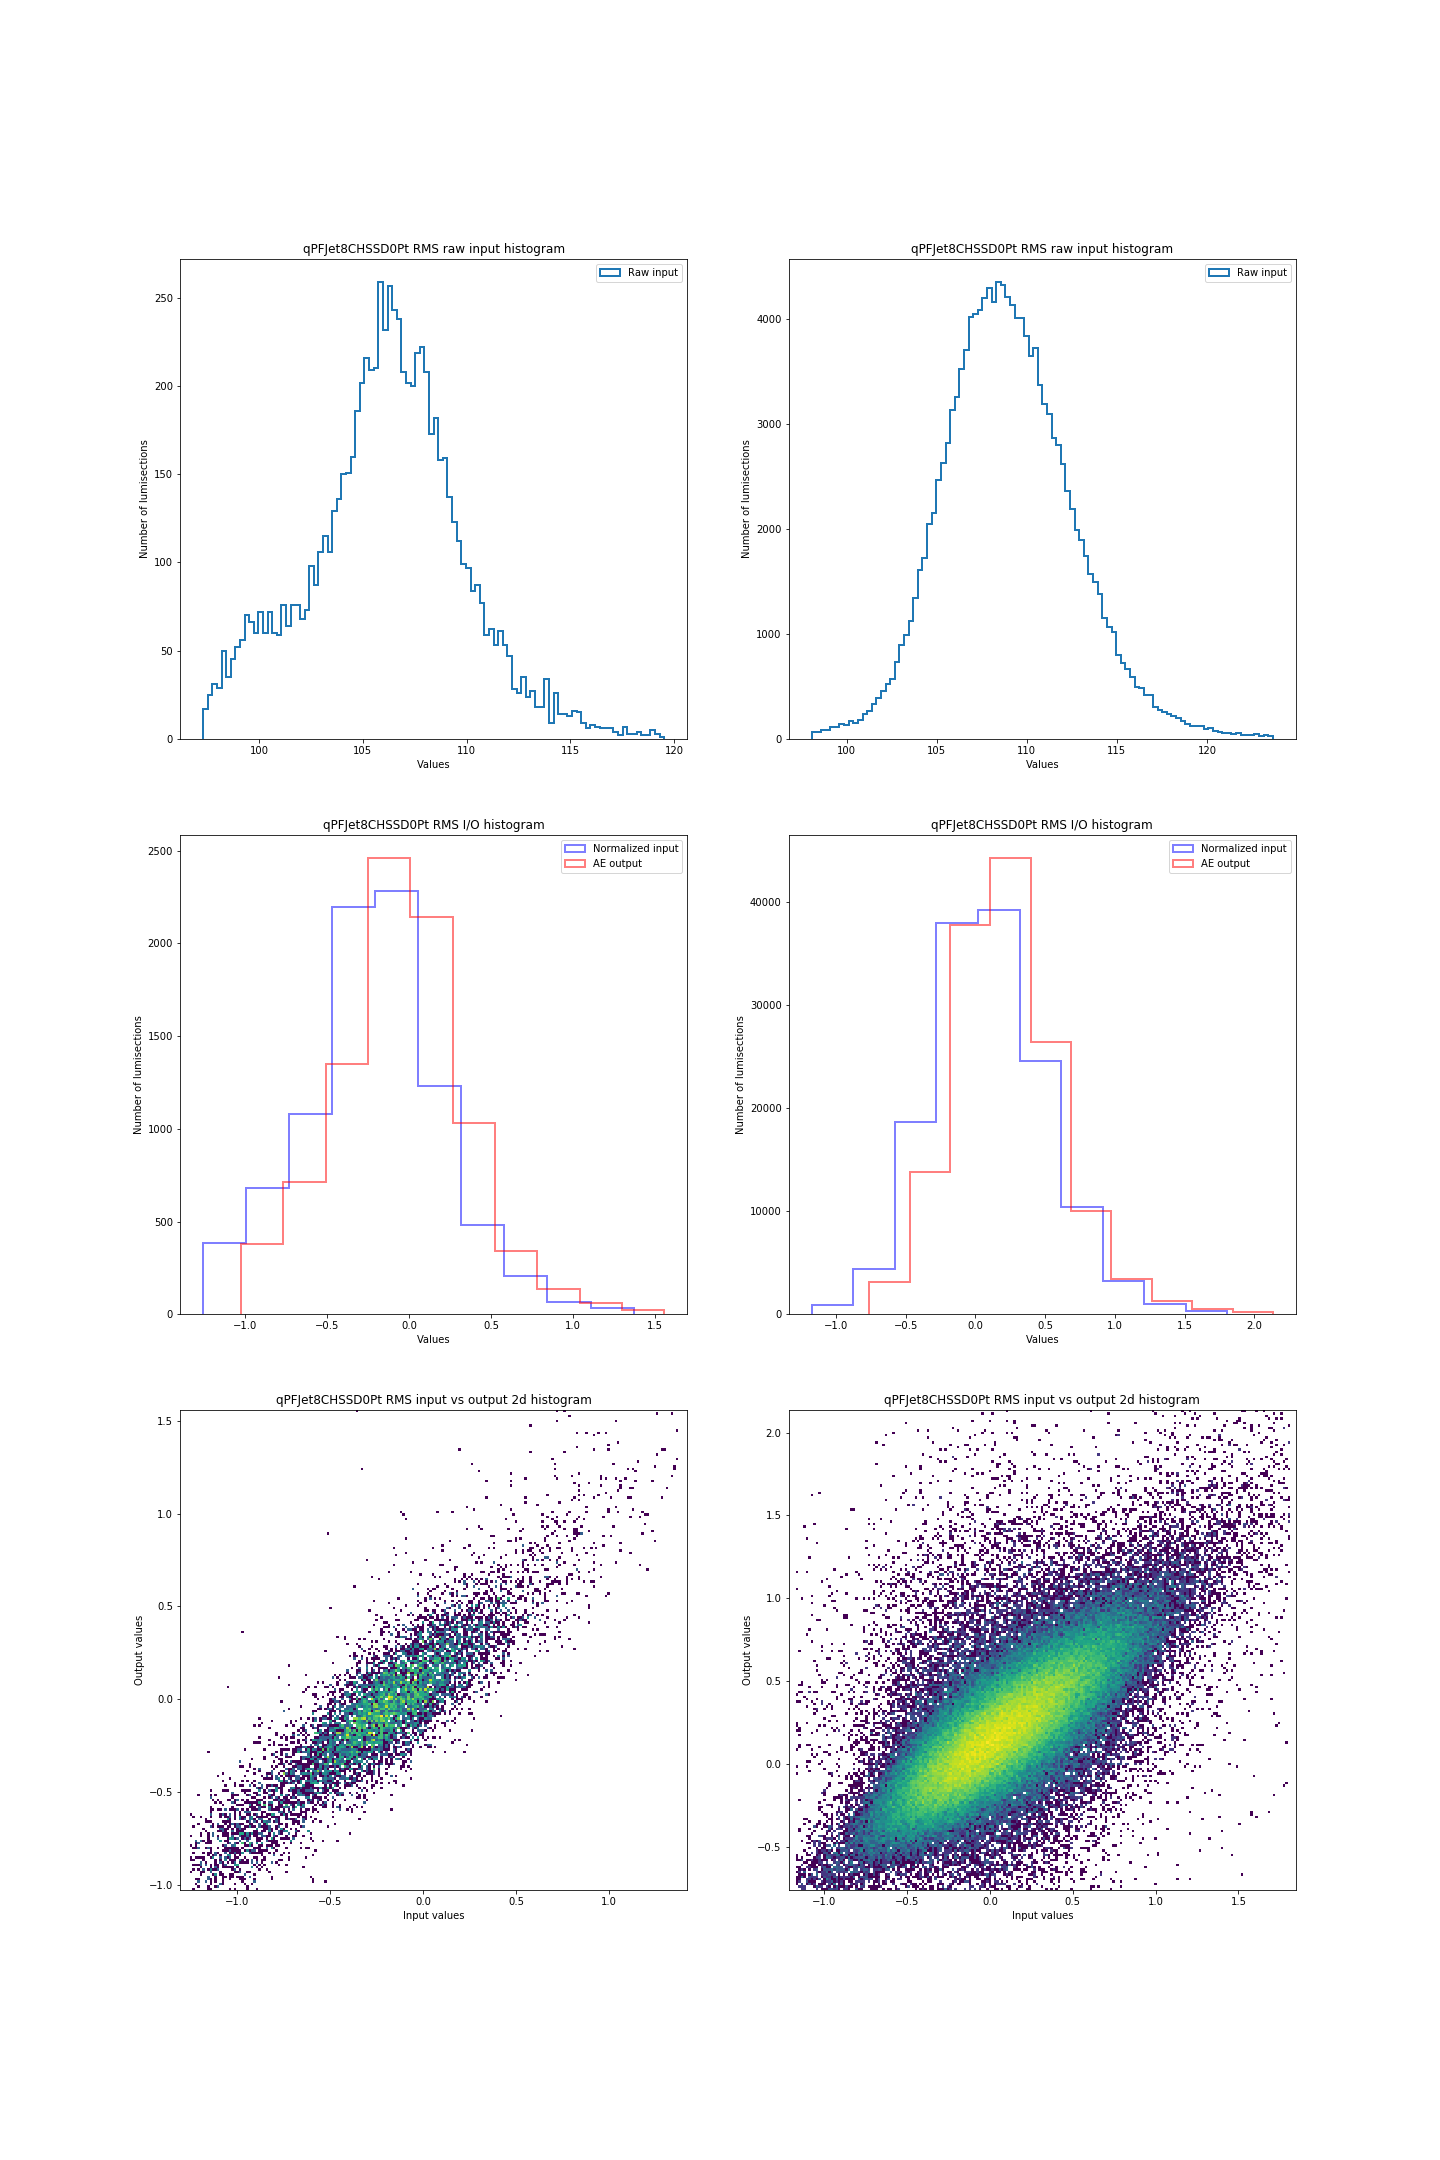 qPFJet8CHSSD0Pt RMS raw input histogram
Raw input
Number of lumisections
250
200
150
100
50
0
100 105 110 115 120
Values
qPFJet8CHSSD0Pt RMS raw input histogram
Raw input
Number of lumisections
4000
3000
2000
1000
0
100 105 110 115 120
Values
qPFJet8CHSSD0Pt RMS I/O histogram
Normalized input
AE output
Number of lumisections
2500
2000
1500
1000
500
0
−1.0 −0.5 0.0 0.5 1.0 1.5
Values
qPFJet8CHSSD0Pt RMS I/O histogram
Normalized input
AE output
Number of lumisections
40000
30000
20000
10000
0
−1.0 −0.5 0.0 0.5 1.0 1.5 2.0
Values
qPFJet8CHSSD0Pt RMS input vs output 2d histogram
Output values
1.5
1.0
0.5
0.0
−0.5
−1.0
−1.0 −0.5 0.0 0.5 1.0
Input values
qPFJet8CHSSD0Pt RMS input vs output 2d histogram
Output values
2.0
1.5
1.0
0.5
0.0
−0.5
−1.0 −0.5 0.0 0.5 1.0 1.5
Input values